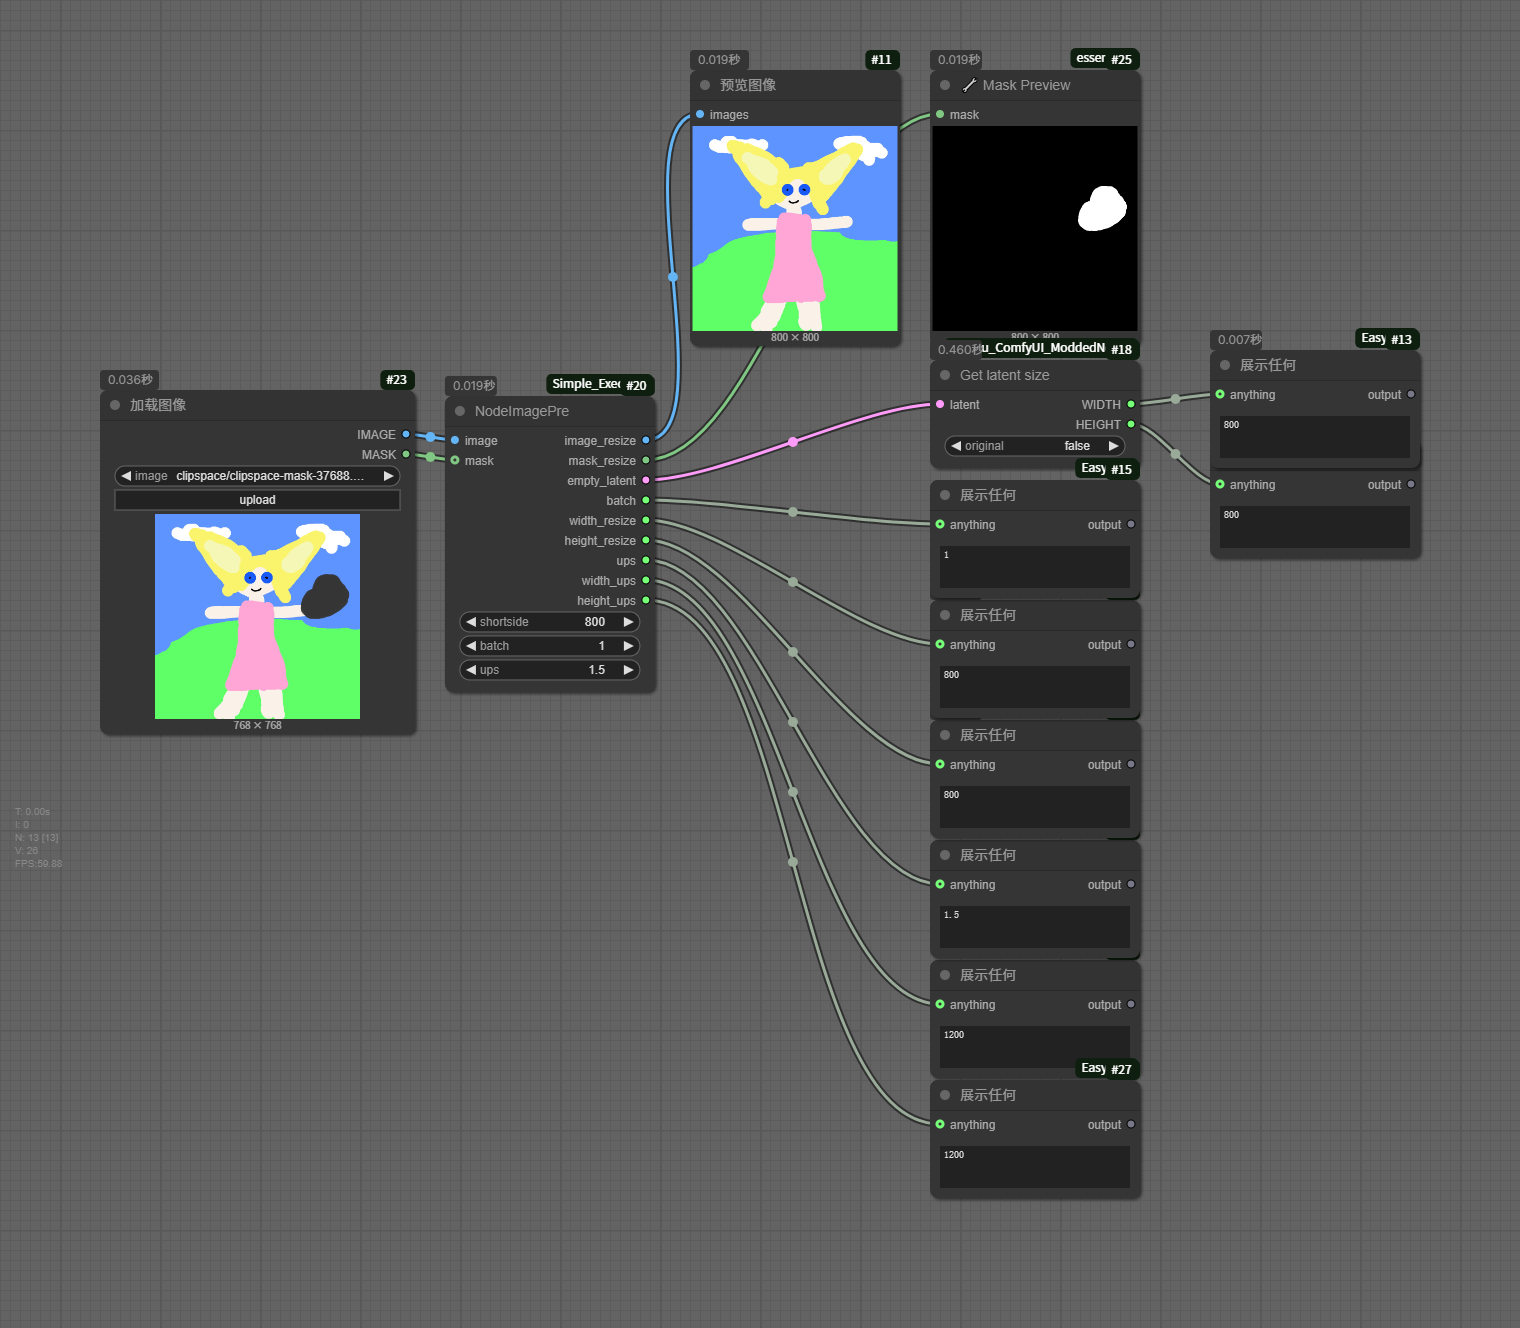 0.019秒
#11
预览图像
images
800 × 800
0.019秒
#25
Mask Preview
mask
800 × 800
0.036秒
#23
加载图像
IMAGE
MASK
image clipspace/clipspace-mask-37688....
upload
768 × 768
0.019秒
#20
NodeImagePre
image image_resize
mask mask_resize
empty_latent
batch
width_resize
height_resize
ups
width_ups
height_ups
shortside 800
batch 1
ups 1.5
0.460秒
u_ComfyUI_ModdedN #18
Get latent size
latent WIDTH
HEIGHT
original false
0.007秒
Easy #13
展示任何
anything output
800
anything output
800
Easy #15
展示任何
anything output
1
展示任何
anything output
800
展示任何
anything output
800
展示任何
anything output
1.5
展示任何
anything output
1200
Easy #27
展示任何
anything output
1200
T: 0.00s
I: 0
N: 13 [13]
V: 26
FPS:59.88